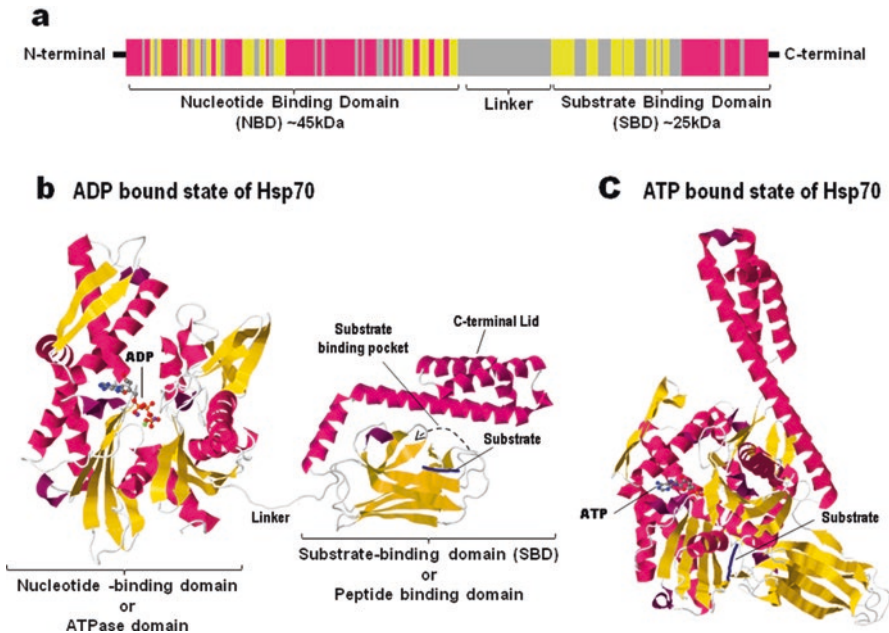 a
N-terminal
C-terminal
Nucleotide Binding Domain
(NBD) ~45kDa
Linker
Substrate Binding Domain
(SBD) ~25kDa
b ADP bound state of Hsp70
ADP
Substrate
binding pocket
C-terminal Lid
Substrate
Linker
Nucleotide -binding domain
or
ATPase domain
Substrate-binding domain (SBD)
or
Peptide binding domain
C ATP bound state of Hsp70
ATP
Substrate